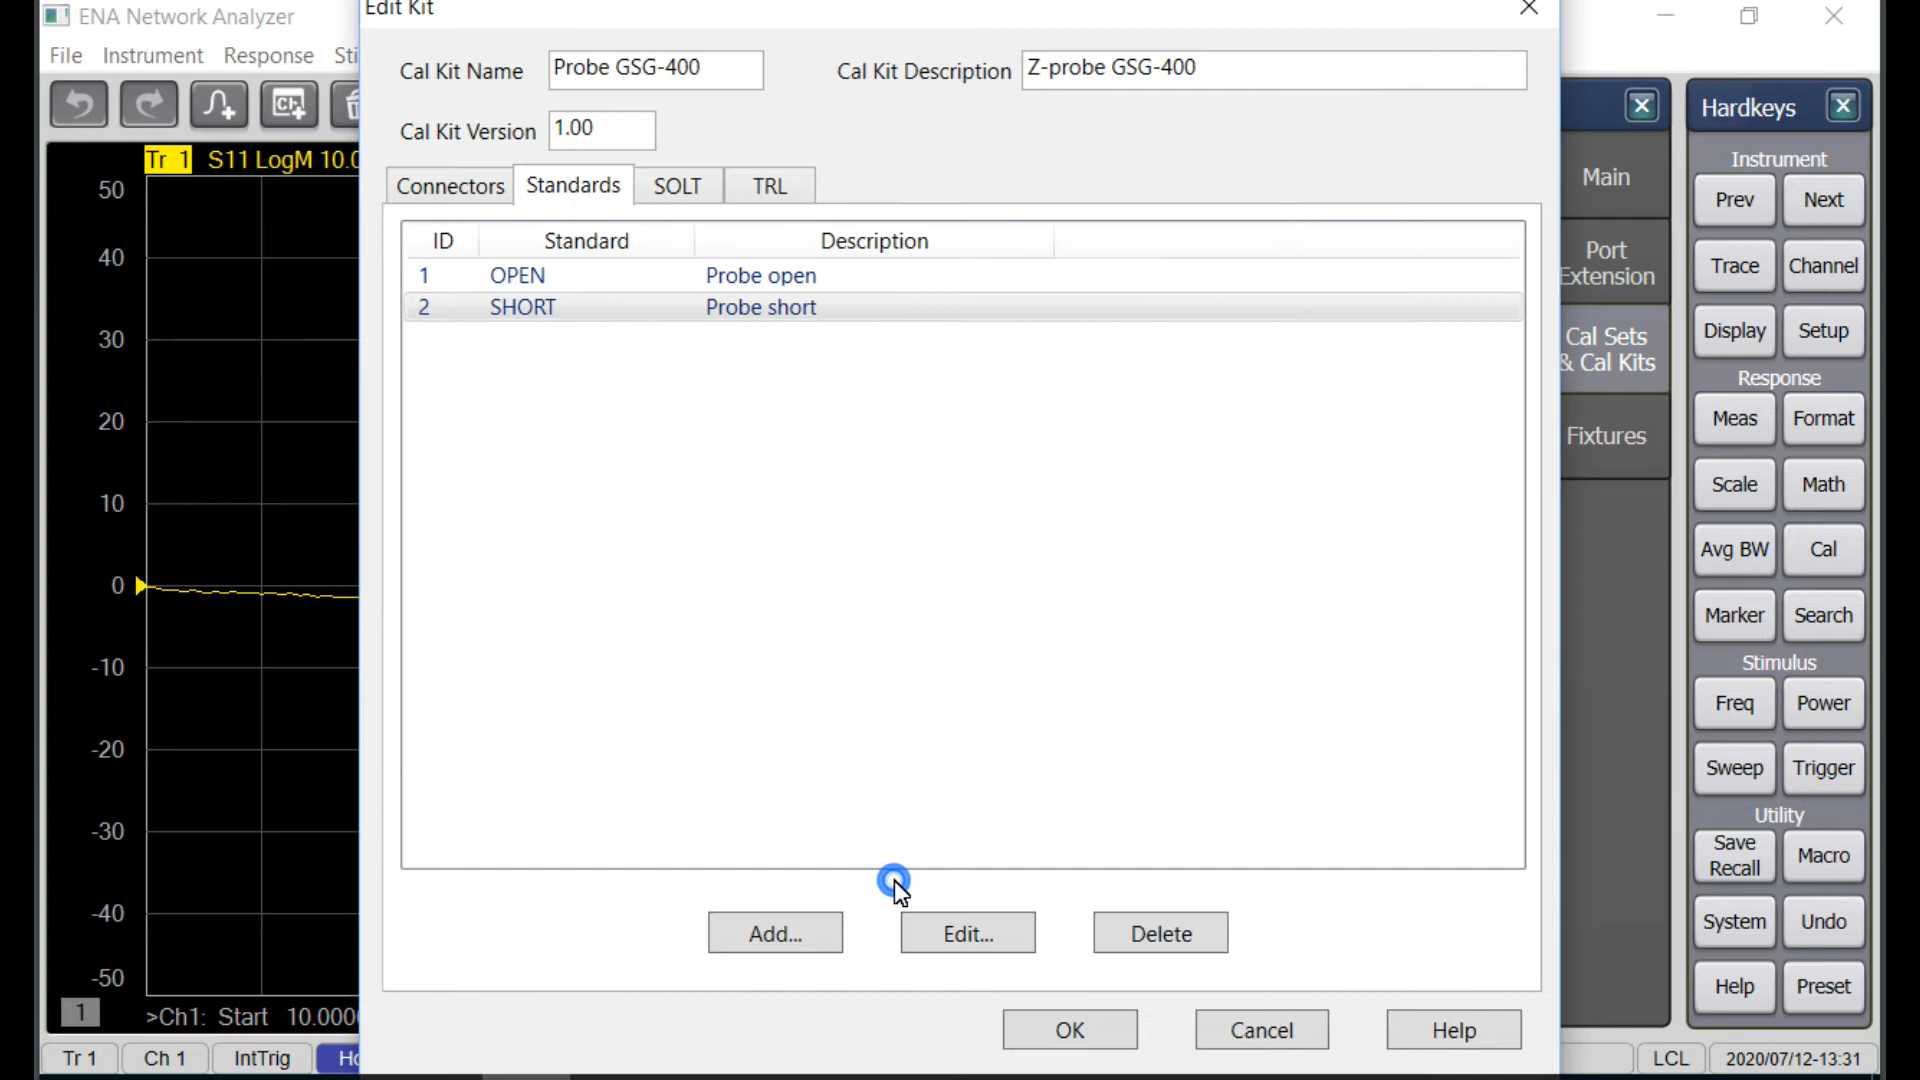 ENA Network Analyzer
Edit Kit
File Instrument Response Sti
Cal Kit Name Probe GSG-400 Cal Kit Description Z-probe GSG-400
Cal Kit Version 1.00
Connectors Standards SOLT TRL
ID Standard Description
1 OPEN Probe open
2 SHORT Probe short
Add... Edit... Delete
OK Cancel Help
Tr 1 S11 LogM 10.0
50
40
30
20
10
0
-10
-20
-30
-40
-50
1 >Ch1: Start 10.000
Tr 1 Ch 1 IntTrig Ho LCL 2020/07/12-13:31
Main
Port
Extension
Cal Sets
& Cal Kits
Fixtures
Hardkeys
Instrument
Prev Next
Trace Channel
Display Setup
Response
Meas Format
Scale Math
Avg BW Cal
Marker Search
Stimulus
Freq Power
Sweep Trigger
Utility
Save
Recall Macro
System Undo
Help Preset